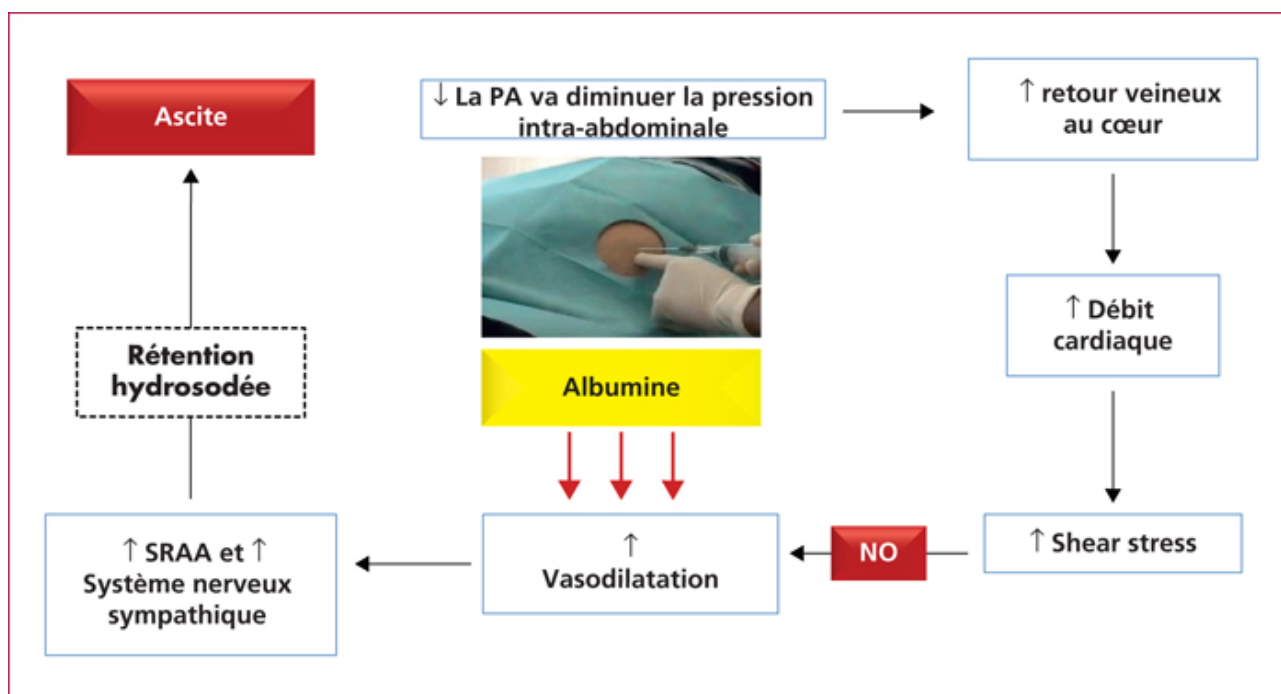 Ascite
↓ La PA va diminuer la pression
intra-abdominale
↑ retour veineux
au cœur
Rétention
hydrosodée
Albumine
↑ Débit
cardiaque
↑ SRAA et ↑
Système nerveux
sympathique
↑
Vasodilatation
NO
↑ Shear stress